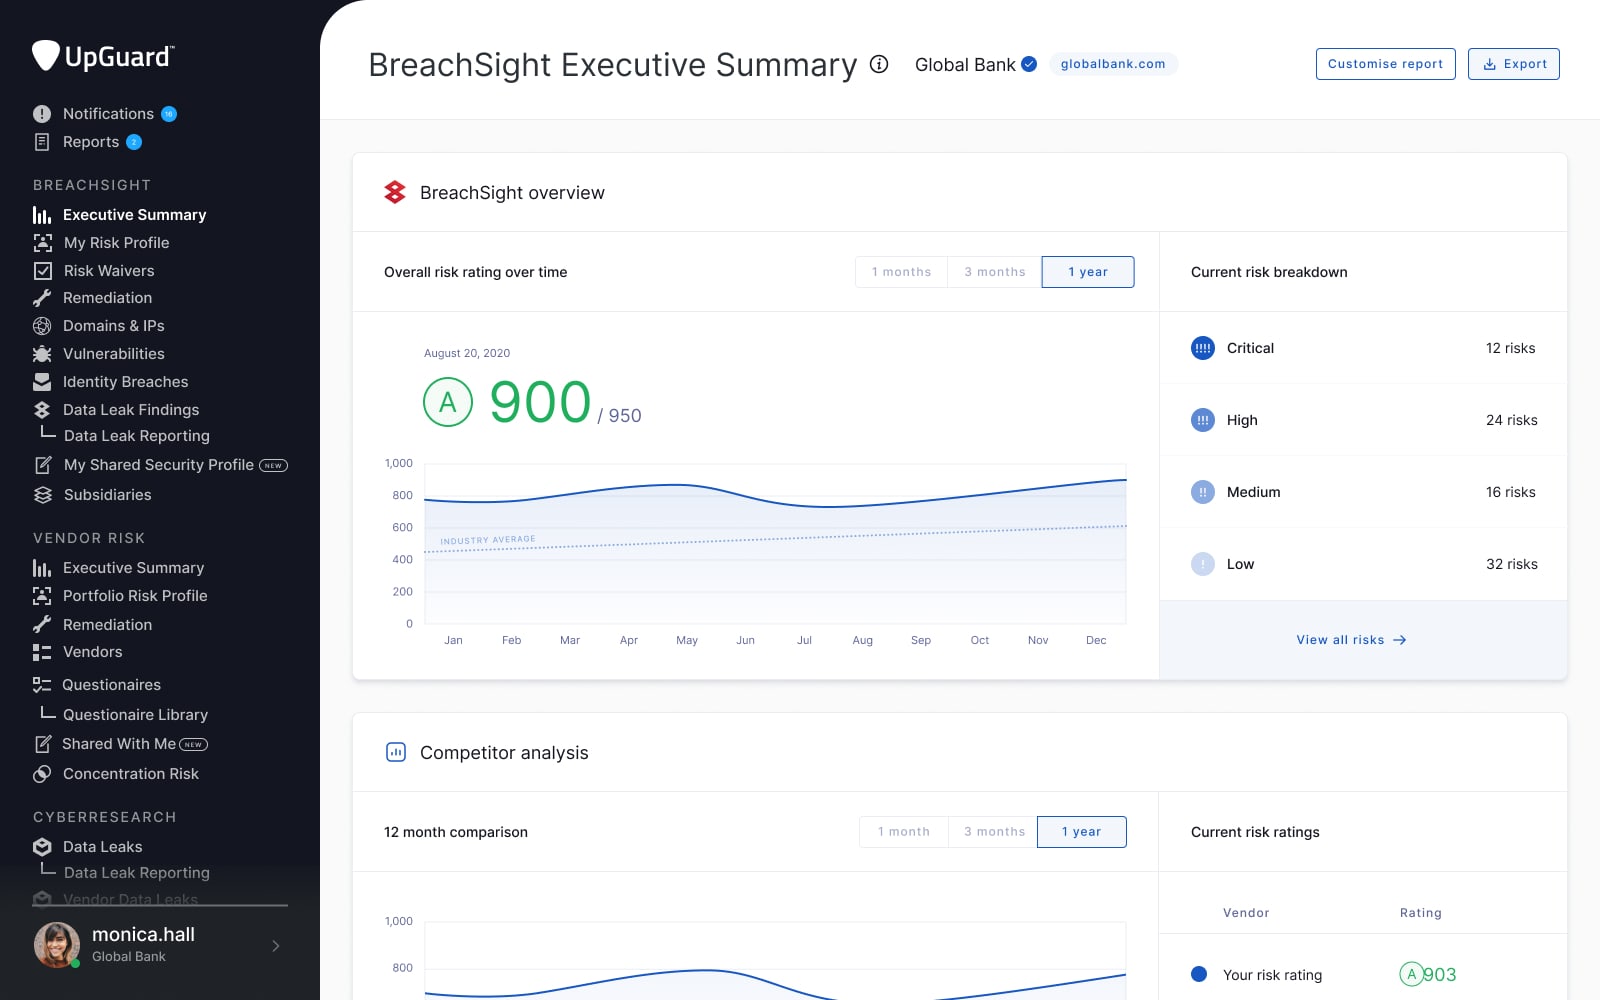 UpGuard™
Notifications 16
Reports 2
BREACHSIGHT
Executive Summary
My Risk Profile
Risk Waivers
Remediation
Domains & IPs
Vulnerabilities
Identity Breaches
Data Leak Findings
Data Leak Reporting
My Shared Security Profile NEW
Subsidiaries
VENDOR RISK
Executive Summary
Portfolio Risk Profile
Remediation
Vendors
Questionaires
Questionaire Library
Shared With Me NEW
Concentration Risk
CYBERRESEARCH
Data Leaks
Data Leak Reporting
Vendor Data Leaks
monica.hall
Global Bank
BreachSight Executive Summary
Global Bank
globalbank.com
Customise report
Export
BreachSight overview
Overall risk rating over time
1 months
3 months
1 year
August 20, 2020
A 900 / 950
1,000
800
600
400
200
0
INDUSTRY AVERAGE
Jan Feb Mar Apr May Jun Jul Aug Sep Oct Nov Dec
Current risk breakdown
!!!! Critical 12 risks
!!! High 24 risks
!! Medium 16 risks
! Low 32 risks
View all risks →
Competitor analysis
12 month comparison
1 month
3 months
1 year
1,000
800
Current risk ratings
Vendor Rating
Your risk rating A 903